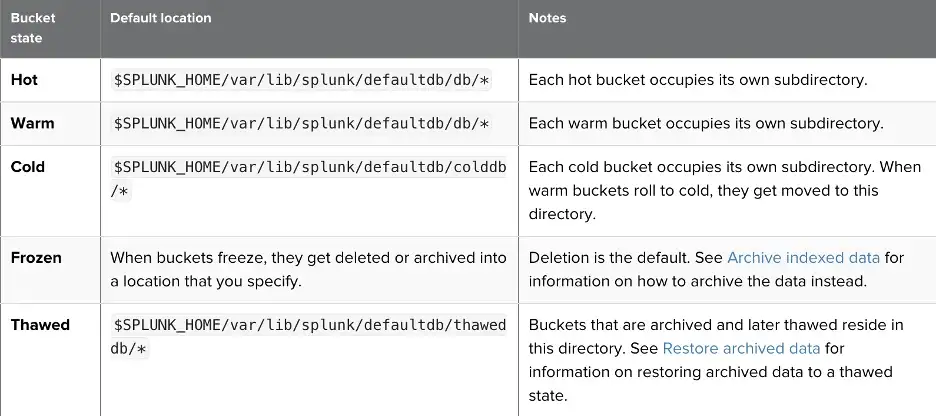 Bucket state
Default location
Notes
Hot
$SPLUNK_HOME/var/lib/splunk/defaultdb/db/*
Each hot bucket occupies its own subdirectory.
Warm
$SPLUNK_HOME/var/lib/splunk/defaultdb/db/*
Each warm bucket occupies its own subdirectory.
Cold
$SPLUNK_HOME/var/lib/splunk/defaultdb/colddb
/*
Each cold bucket occupies its own subdirectory. When
warm buckets roll to cold, they get moved to this
directory.
Frozen
When buckets freeze, they get deleted or archived into
a location that you specify.
Deletion is the default. See Archive indexed data for
information on how to archive the data instead.
Thawed
$SPLUNK_HOME/var/lib/splunk/defaultdb/thawed
db/*
Buckets that are archived and later thawed reside in
this directory. See Restore archived data for
information on restoring archived data to a thawed
state.